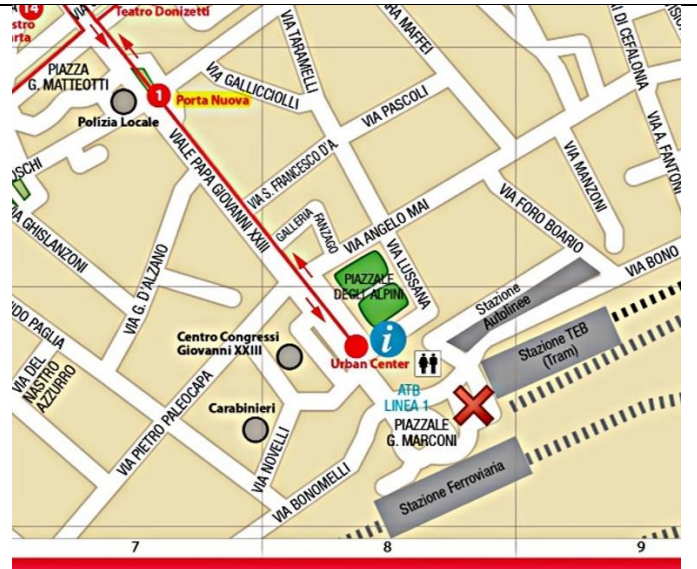 14
Teatro Donizetti
VIA TARAMELLI
MAFFEI
DI CEFALONIA
PIAZZA
G. MATTEOTTI
1
Porta Nuova
Polizia Locale
VIA GALLICCIOLLI
VIA PASCOLI
VIALE PAPA GIOVANNI XXIII
VIA S. FRANCESCO D'A.
GALLERIA
FANZAGO
VIA ANGELO MAI
VIA MANZONI
VIA A. FANTONI
VIA FORO BOARIO
VIA BONO
GHISLANZONI
VIA G. D'ALZANO
VIA LUSSANA
PIAZZALE
DEGLI ALPINI
Stazione
Autolinee
Stazione TEB
(Tram)
PAGLIA
VIA DEL
NASTRO
AZZURRO
Centro Congressi
Giovanni XXIII
i
Urban Center
ATB
LINEA 1
PIAZZALE
G. MARCONI
Carabinieri
VIA PIETRO PALEOCAPA
VIA NOVELLI
VIA BONOMELLI
Stazione Ferroviaria
7
8
9